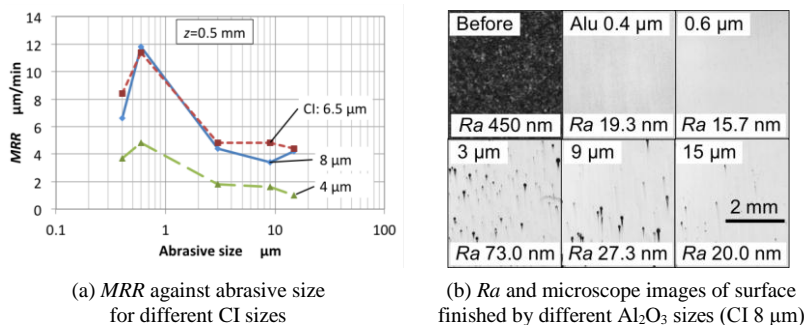 14
12
10
8
6
4
2
0
MRR μm/min
z=0.5 mm
CI: 6.5 μm
8 μm
4 μm
0.1 1 10 100
Abrasive size μm
(a) MRR against abrasive size
for different CI sizes
Before Alu 0.4 μm 0.6 μm
Ra 450 nm Ra 19.3 nm Ra 15.7 nm
3 μm 9 μm 15 μm
2 mm
Ra 73.0 nm Ra 27.3 nm Ra 20.0 nm
(b) Ra and microscope images of surface
finished by different Al₂O₃ sizes (CI 8 μm)